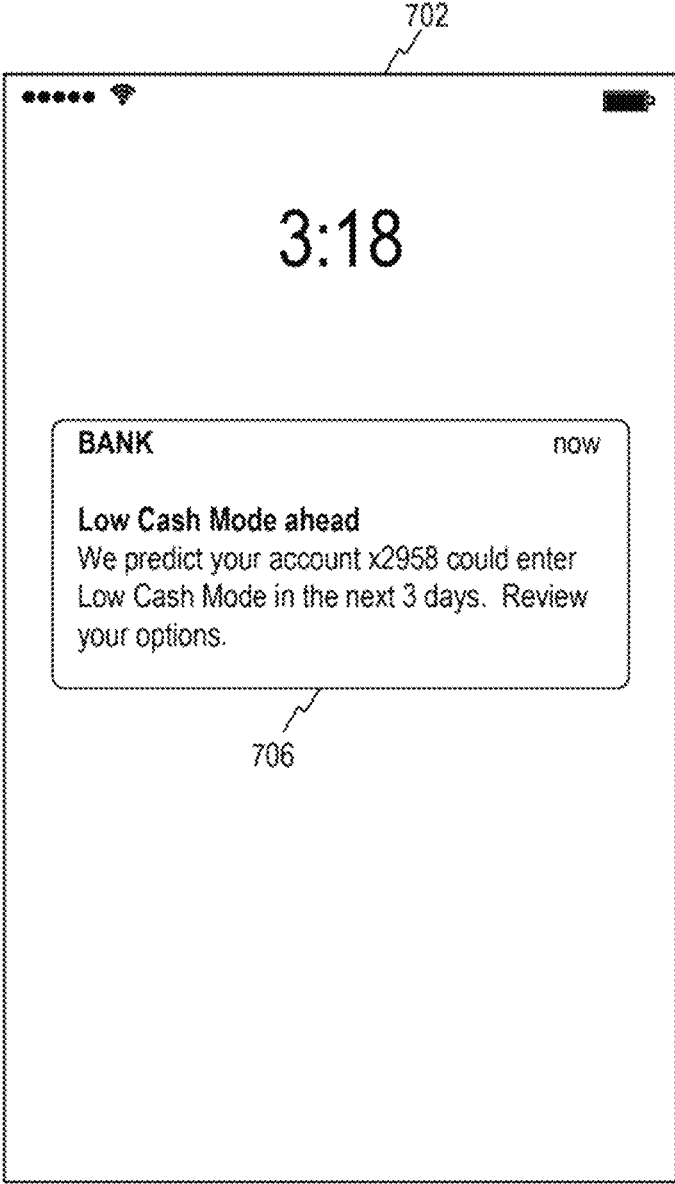 702
3:18
BANK now
Low Cash Mode ahead
We predict your account x2958 could enter
Low Cash Mode in the next 3 days. Review
your options.
706